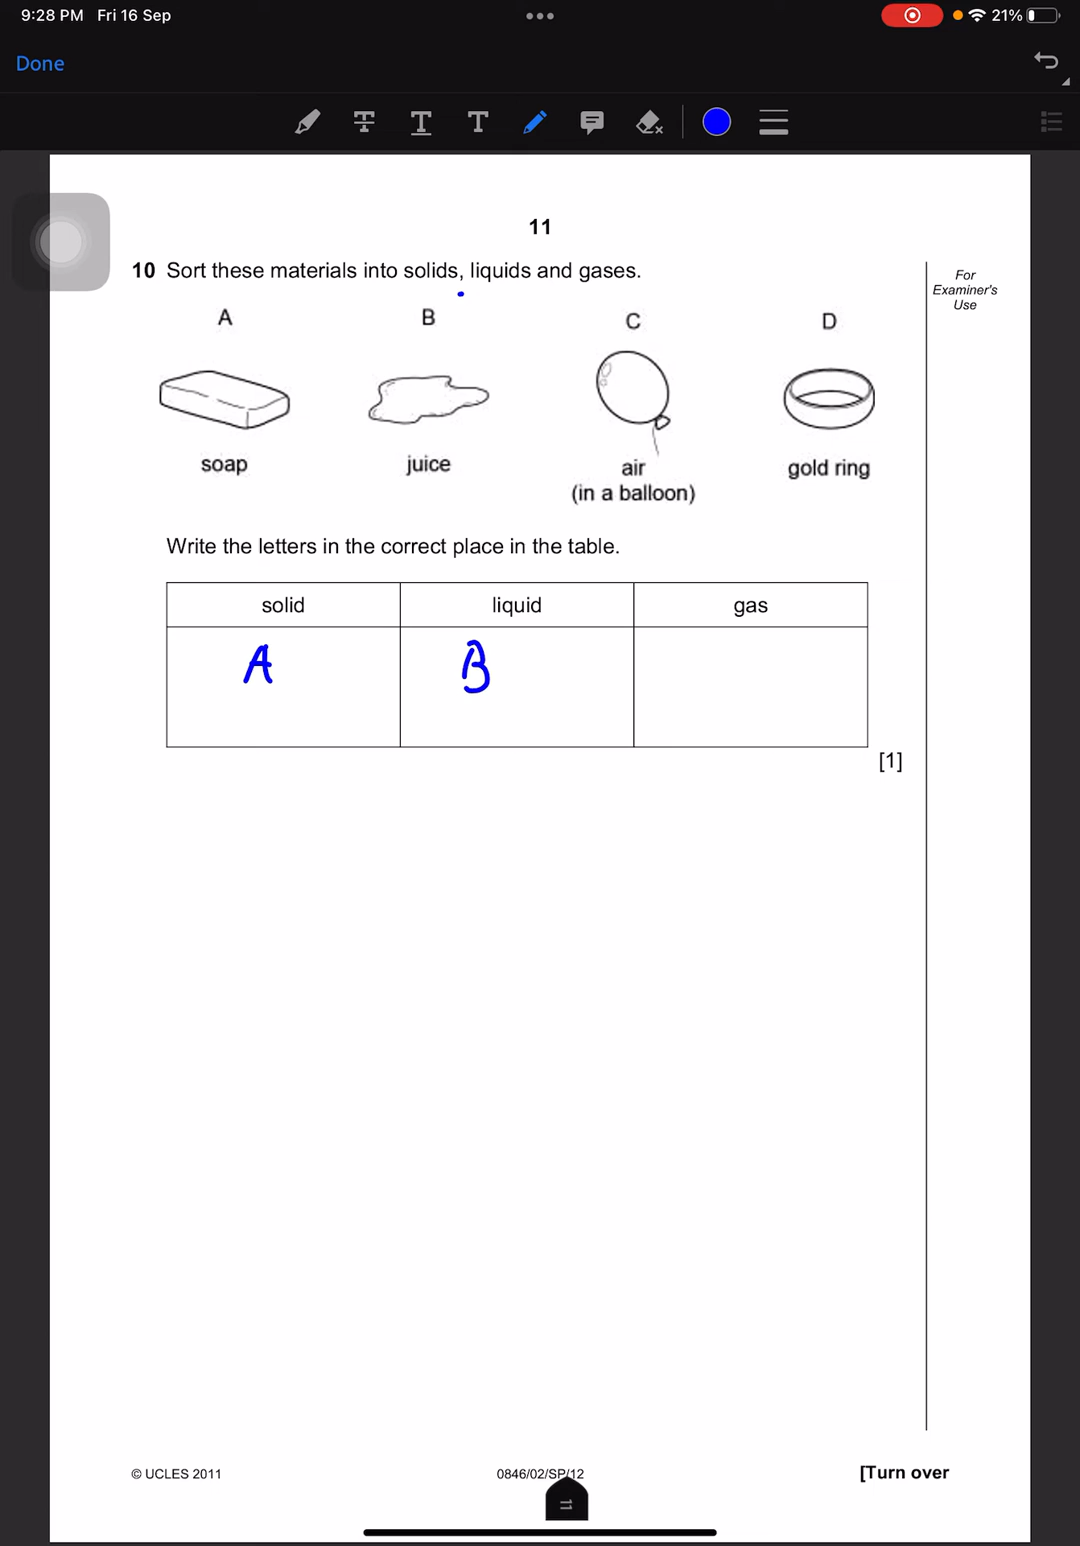 9:28 PM Fri 16 Sep
21%
Done
11
10 Sort these materials into solids, liquids and gases.
For
Examiner's
Use
A B C D
soap juice air gold ring
(in a balloon)
Write the letters in the correct place in the table.
solid liquid gas
A B
[1]
© UCLES 2011 0846/02/SP/12 [Turn over
11